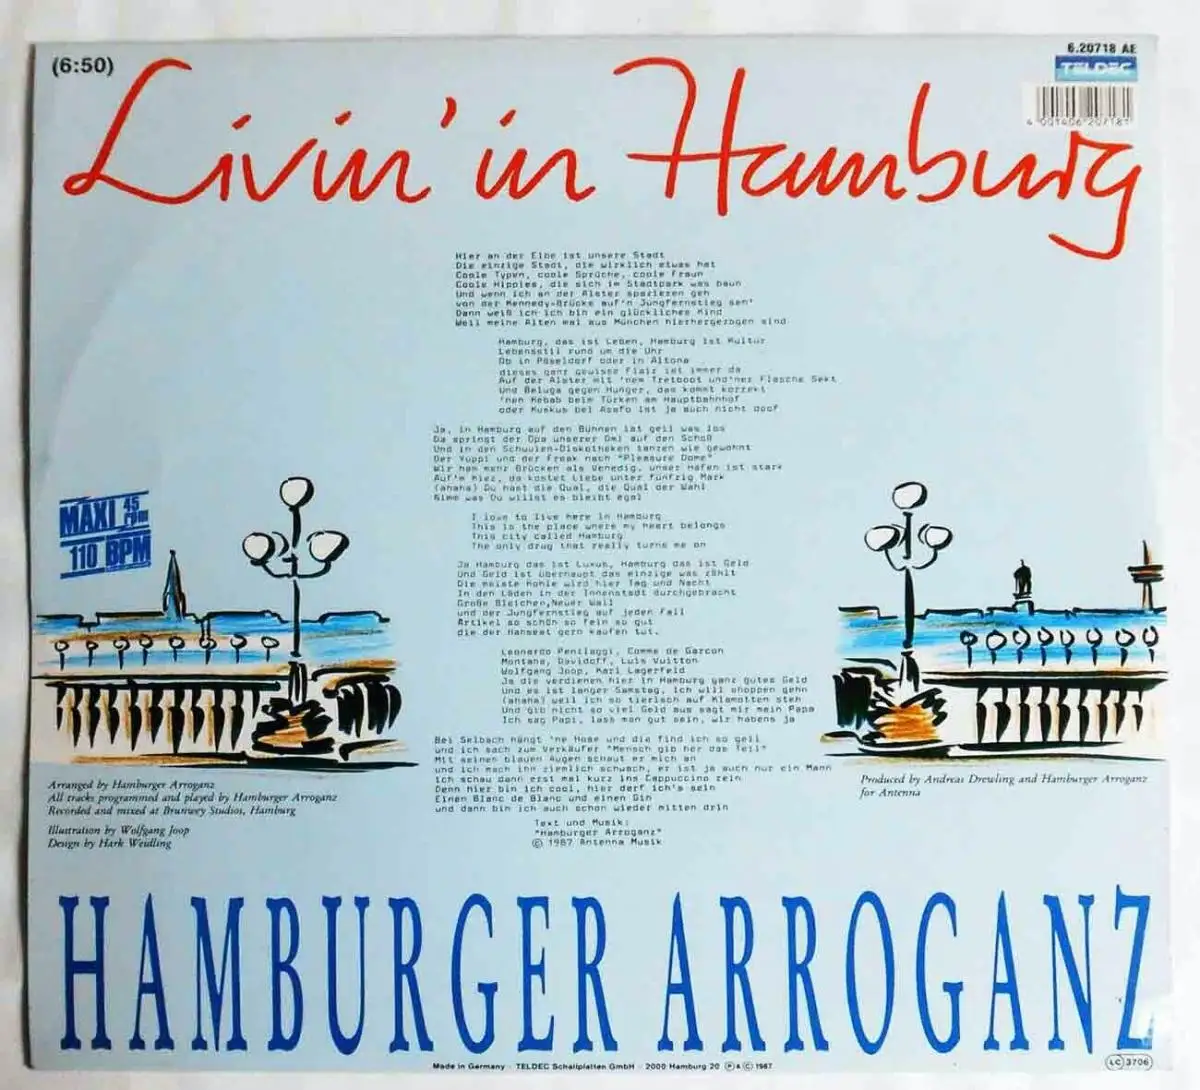 (6:50)
6.20718 AE
TELDEC
4 001406 207181
Livin' in Hamburg
Hier an der Elbe ist unsere Stadt
Die einzige Stadt, die wirklich etwas hat
Coole Typen, coole Sprüche, coole Frau'n
Coole Hippies, die sich im Stadtpark was bau'n
Und wenn ich an der Alster spazieren geh
von der Kennedy-Brücke auf'n Jungfernstieg seh'
Dann weiß ich ich bin ein glückliches Kind
Weil meine Alten mal aus München hierhergezogen sind
Hamburg, das ist Leben, Hamburg ist Kultur
Lebensstil rund um die Uhr
Ob in Pöseldorf oder in Altona
dieses ganz gewisse Flair ist immer da
Auf der Alster mit 'nem Tretboot und'ner Flasche Sekt
Und Beluga gegen Hunger, das kommt korrekt
'nen Kebab beim Türken am Hauptbahnhof
oder Kuskus bei Asafo ist ja auch nicht doof
Ja, in Hamburg auf den Bühnen ist geil was los
Da springt der Opa unserer Omi auf den Schoß
Und in den Schwulen-Diskotheken tanzen wie gewohnt
Der Yuppi und der Freak nach "Pleasure Dome"
Wir ham mehr Brücken als Venedig, unser Hafen ist stark
Auf'm Kiez, da kostet Liebe unter fünfzig Mark
(ahaha) Du hast die Qual, die Qual der Wahl
Nimm was Du willst es bleibt egal
I love to live here in Hamburg
This is the place where my heart belongs
This city called Hamburg
The only drug that really turns me on
Ja Hamburg das ist Luxus, Hamburg das ist Geld
Und Geld ist überhaupt das einzige was zählt
Die meiste Kohle wird hier Tag und Nacht
In den Läden in der Innenstadt durchgebracht
Große Bleichen,Neuer Wall
und der Jungfernstieg auf jeden Fall
Artikel so schön so fein so gut
die der Hanseat gern kaufen tut.
Leonardo Pencilaggi, Comme de Garcon
Montana, Davidoff, Luis Vuitton
Wolfgang Joop, Karl Lagerfeld
Ja die verdienen hier in Hamburg ganz gutes Geld
Und es ist langer Samstag, ich will shoppen gehn
(ahaha) weil ich so tierisch auf Klamotten steh
Und gib nicht so viel Geld aus sagt mir mein Papa
Ich sag Papi, lass man gut sein, wir habens ja
Bei Selbach hängt 'ne Hose und die find ich so geil
und ich sach zum Verkäufer "Mensch gib her das Teil"
Mit seinen blauen Augen schaut er mich an
und ich mach ihn ziemlich schwach, er ist ja auch nur ein Mann
Ich schau dann erst mal kurz ins Cappuccino rein
Denn hier bin ich cool, hier darf ich's sein
Einen Blanc de Blanc und einen Gin
und dann bin ich auch schon wieder mitten drin
Text und Musik:
"Hamburger Arroganz"
© 1987 Antenna Musik
MAXI 45 rpm
110 BPM
Arranged by Hamburger Arroganz
All tracks programmed and played by Hamburger Arroganz
Recorded and mixed at Brunwey Studios, Hamburg
Illustration by Wolfgang Joop
Design by Hark Weidling
Produced by Andreas Drewling and Hamburger Arroganz
for Antenna
HAMBURGER ARROGANZ
Made in Germany · TELDEC Schallplatten GmbH · 2000 Hamburg 20 ℗ & © 1987
LC 3706